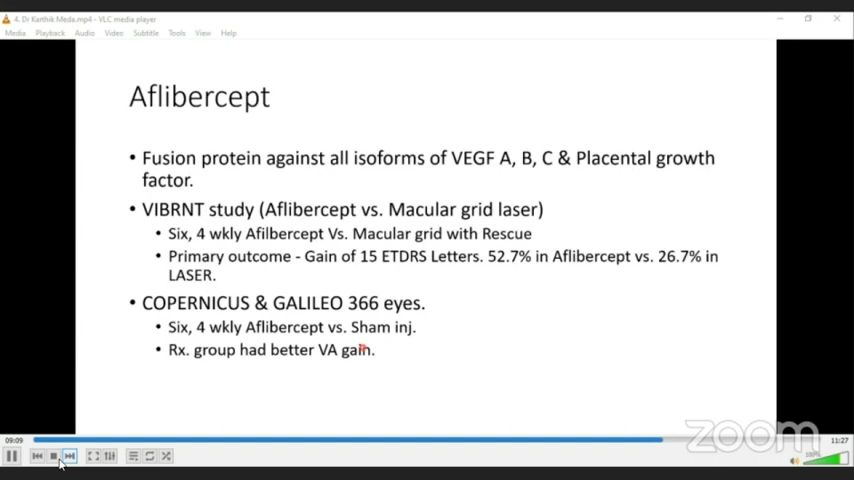 4. Dr Karthik Meda.mp4 - VLC media player
Media Playback Audio Video Subtitle Tools View Help
Aflibercept
• Fusion protein against all isoforms of VEGF A, B, C & Placental growth
factor.
• VIBRNT study (Aflibercept vs. Macular grid laser)
• Six, 4 wkly Afilbercept Vs. Macular grid with Rescue
• Primary outcome - Gain of 15 ETDRS Letters. 52.7% in Aflibercept vs. 26.7% in
LASER.
• COPERNICUS & GALILEO 366 eyes.
• Six, 4 wkly Aflibercept vs. Sham inj.
• Rx. group had better VA gain.
zoom
09:09
11:27
100%